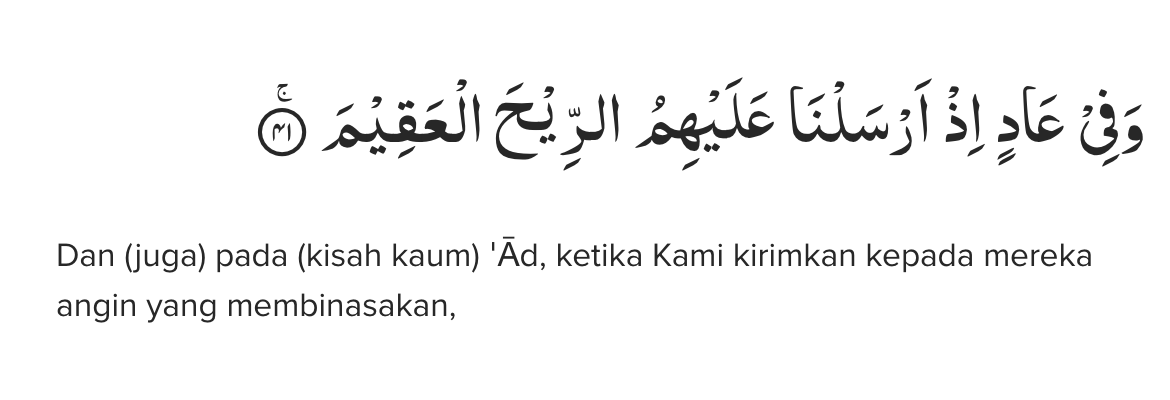 وَفِيْ عَادٍ اِذْ اَرْسَلْنَا عَلَيْهِمُ الرِّيْحَ الْعَقِيْمَۚ ۝٤١
Dan (juga) pada (kisah kaum) 'Ād, ketika Kami kirimkan kepada mereka
angin yang membinasakan,